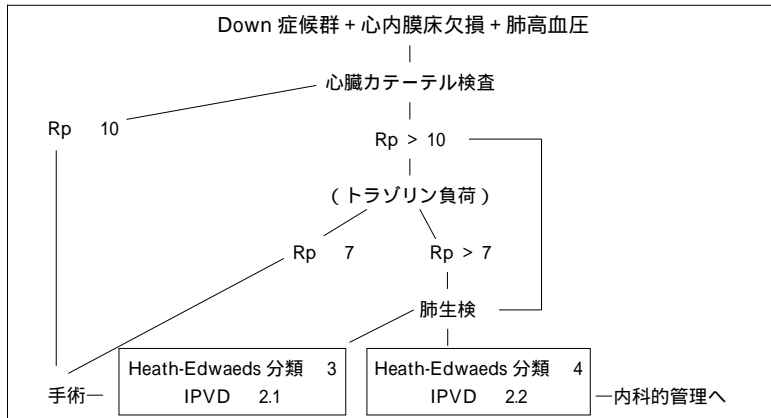 Down 症候群 + 心内膜床欠損 + 肺高血圧
心臓カテーテル検査
Rp 10
Rp > 10
(トラゾリン負荷)
Rp 7
Rp > 7
肺生検
Heath-Edwaeds 分類 3
IPVD 2.1
Heath-Edwaeds 分類 4
IPVD 2.2
手術
内科的管理へ